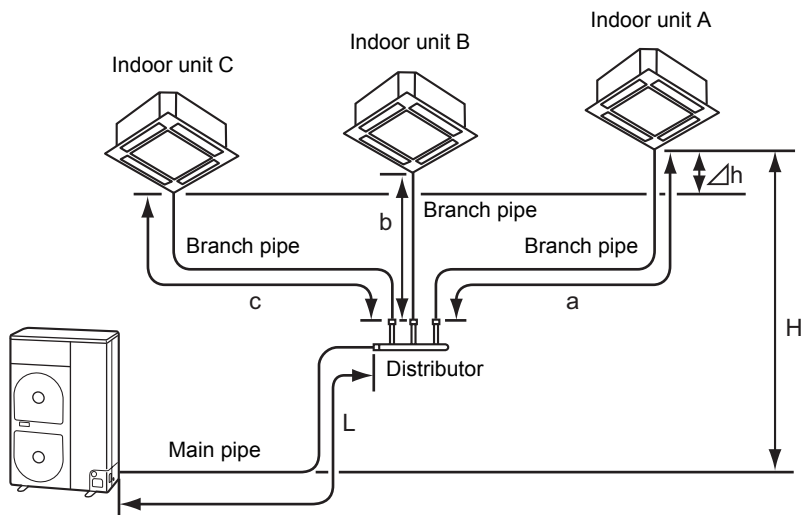 Indoor unit A
Indoor unit B
Indoor unit C
⊿h
Branch pipe
b
Branch pipe
Branch pipe
c
a
H
Distributor
L
Main pipe